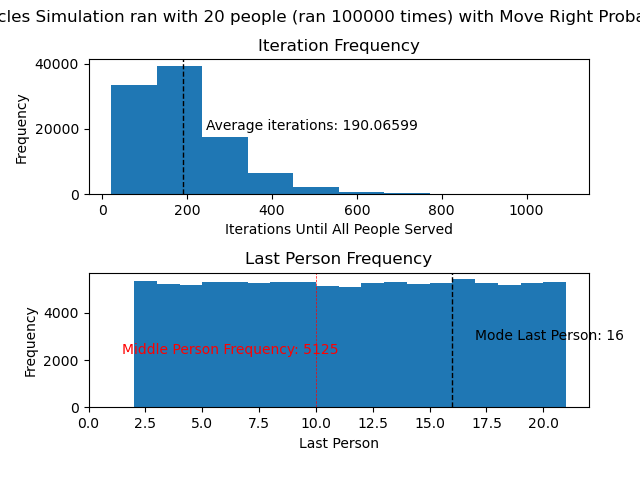 cles Simulation ran with 20 people (ran 100000 times) with Move Right Proba
Iteration Frequency
Frequency
40000
20000
0
Average iterations: 190.06599
0 200 400 600 800 1000
Iterations Until All People Served
Last Person Frequency
Frequency
4000
2000
0
Mode Last Person: 16
Middle Person Frequency: 5125
0.0 2.5 5.0 7.5 10.0 12.5 15.0 17.5 20.0
Last Person